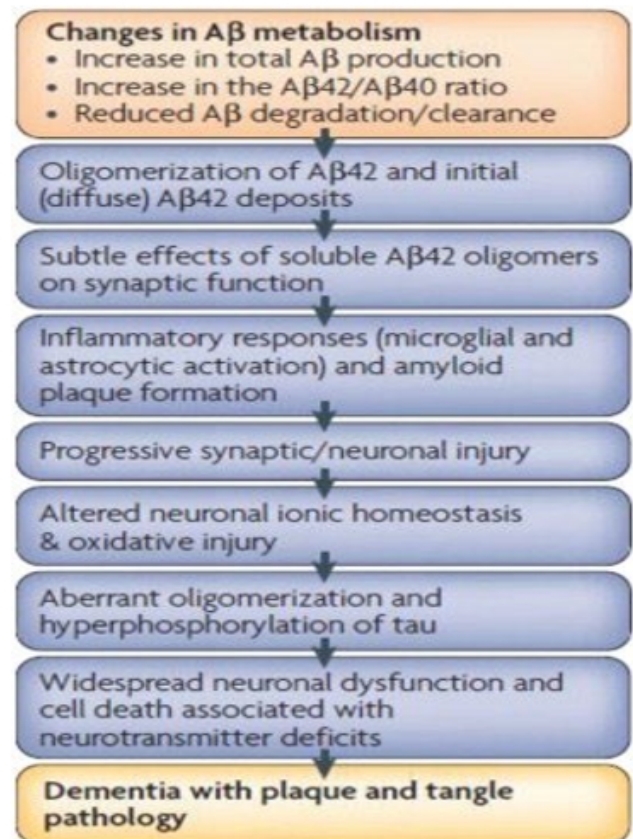 Changes in Aβ metabolism
• Increase in total Aβ production
• Increase in the Aβ42/Aβ40 ratio
• Reduced Aβ degradation/clearance
Oligomerization of Aβ42 and initial
(diffuse) Aβ42 deposits
Subtle effects of soluble Aβ42 oligomers
on synaptic function
Inflammatory responses (microglial and
astrocytic activation) and amyloid
plaque formation
Progressive synaptic/neuronal injury
Altered neuronal ionic homeostasis
& oxidative injury
Aberrant oligomerization and
hyperphosphorylation of tau
Widespread neuronal dysfunction and
cell death associated with
neurotransmitter deficits
Dementia with plaque and tangle
pathology